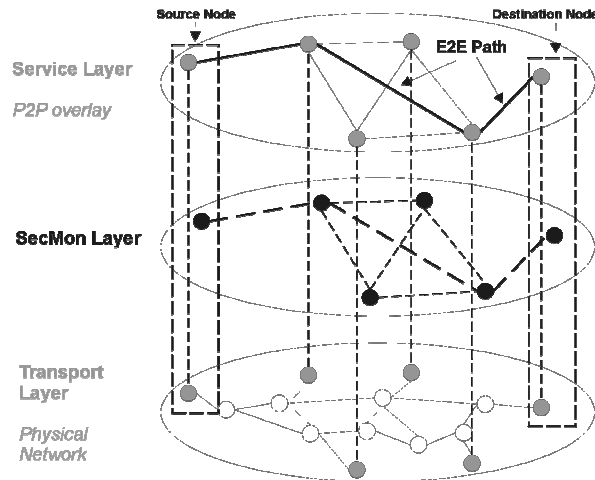 Source Node
Destination Node
E2E Path
Service Layer
P2P overlay
SecMon Layer
Transport
Layer
Physical
Network